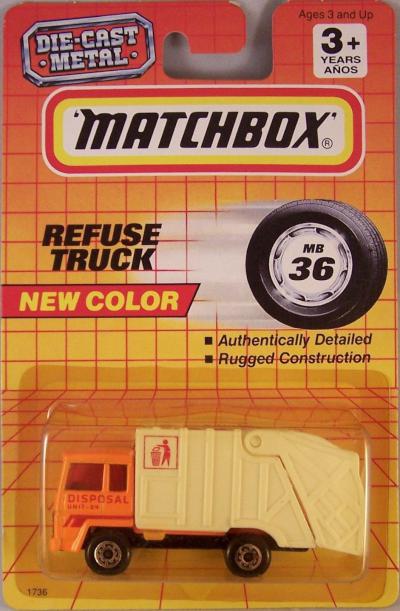 DIE-CAST
METAL
Ages 3 and Up
3+
YEARS
AÑOS
'MATCHBOX'®
REFUSE
TRUCK
MB
36
NEW COLOR
■ Authentically Detailed
■ Rugged Construction
DISPOSAL
UNIT-24
1736